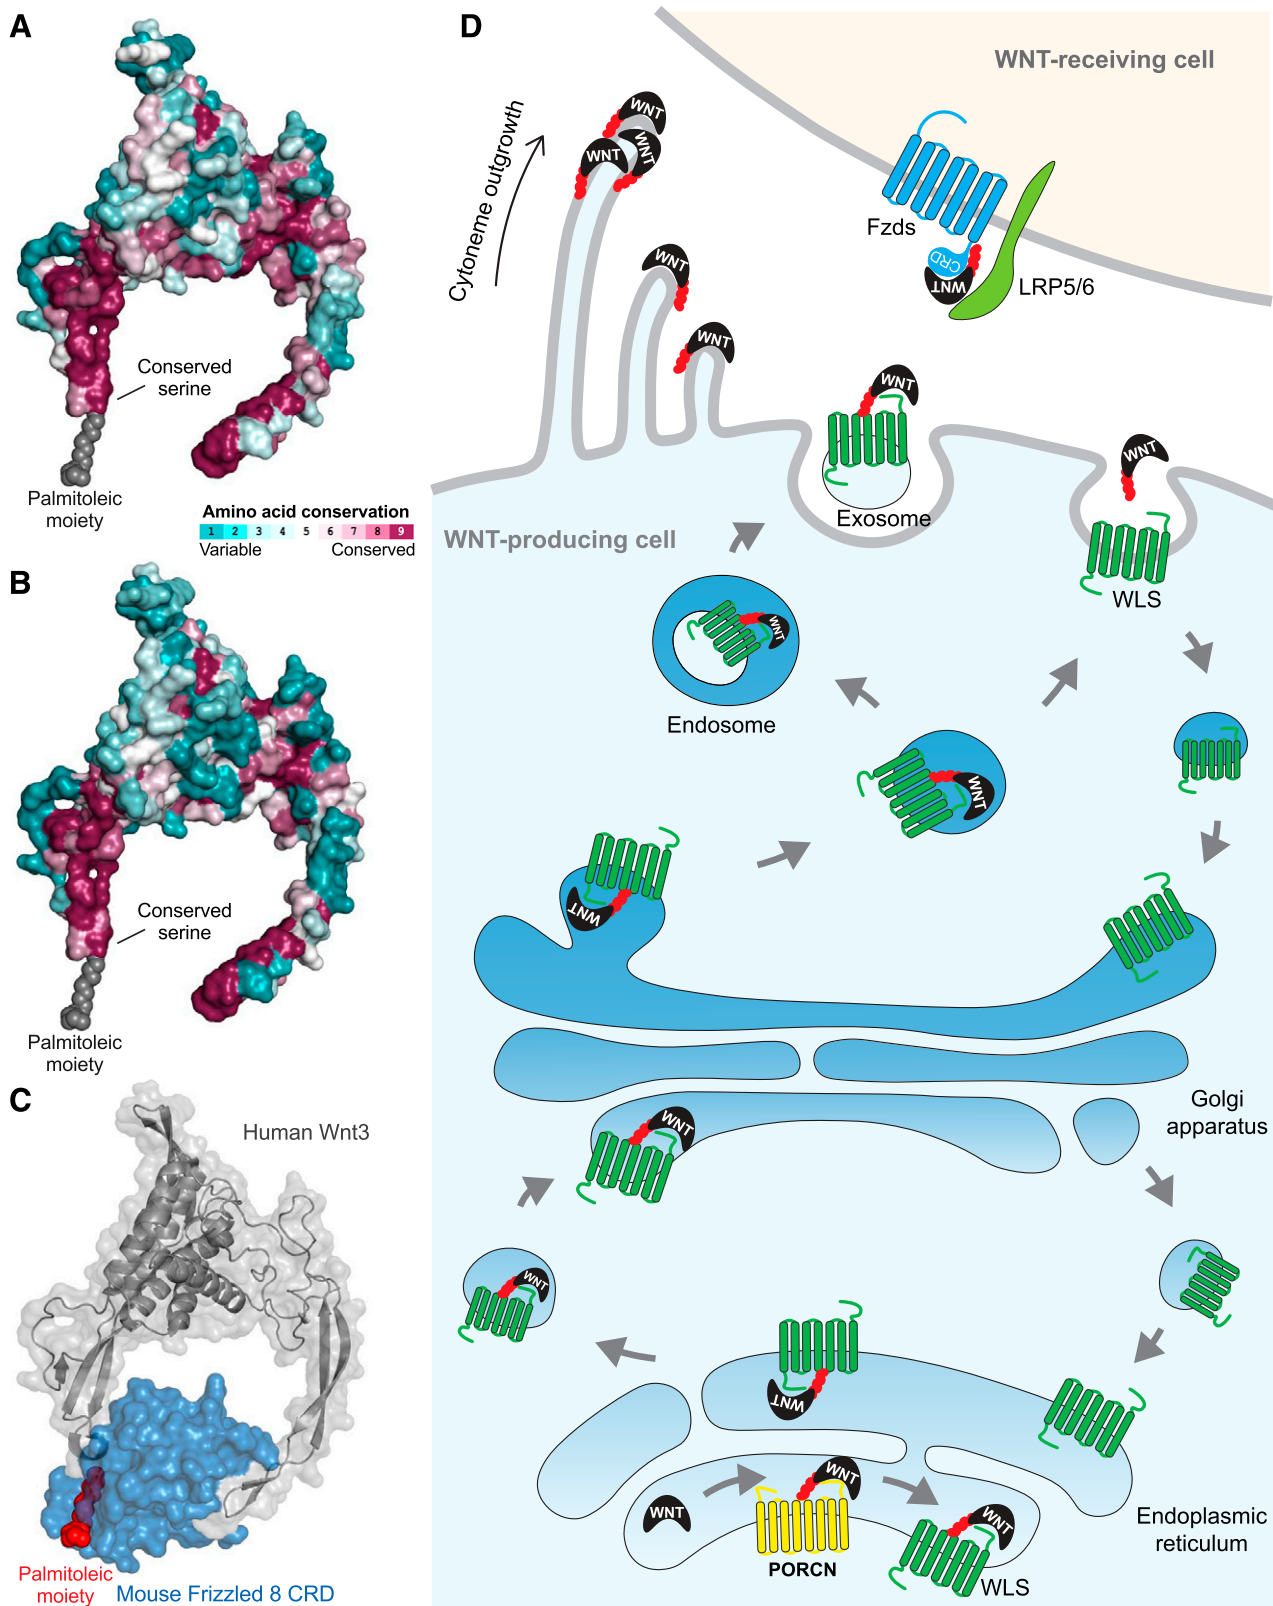 A
Conserved
serine
Palmitoleic
moiety
Amino acid conservation
1 2 3 4 5 6 7 8 9
Variable Conserved
B
Conserved
serine
Palmitoleic
moiety
C
Human Wnt3
Palmitoleic
moiety
Mouse Frizzled 8 CRD
D
WNT-receiving cell
Cytoneme outgrowth
WNT
WNT
WNT
WNT
WNT
Fzds
CRD
WNT
LRP5/6
WNT
Exosome
WNT
WLS
WNT-producing cell
WNT
Endosome
WNT
WNT
Golgi
apparatus
WNT
WNT
WNT
WNT
WNT
WNT
PORCN
WLS
Endoplasmic
reticulum